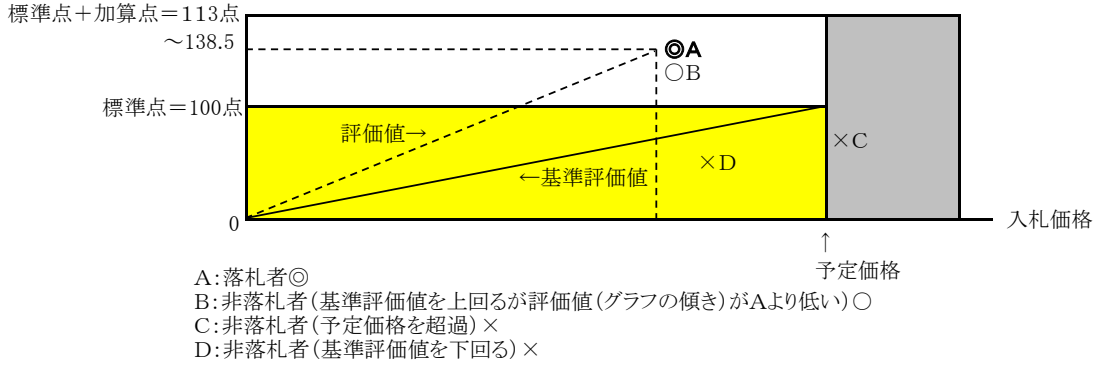 標準点＋加算点＝113点
～138.5
◎A
○B
標準点＝100点
評価値→
×C
×D
←基準評価値
0
入札価格
↑
予定価格
A：落札者◎
B：非落札者（基準評価値を上回るが評価値（グラフの傾き）がAより低い）○
C：非落札者（予定価格を超過）×
D：非落札者（基準評価値を下回る）×